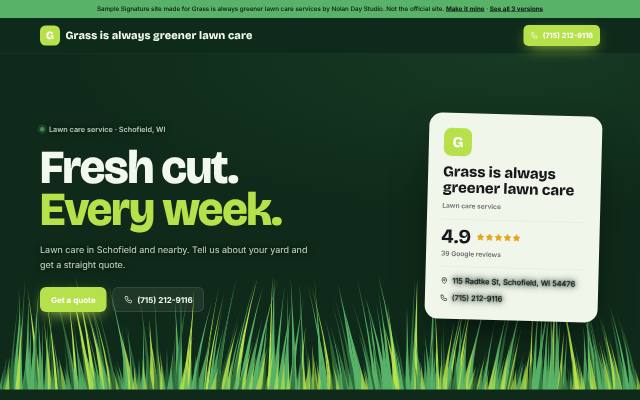 Sample Signature site made for Grass is always greener lawn care services by Nolan Day Studio. Not the official site. Make it mine · See all 3 versions
G Grass is always greener lawn care
(715) 212-9116
Lawn care service · Schofield, WI
Fresh cut.
Every week.
Lawn care in Schofield and nearby. Tell us about your yard and
get a straight quote.
Get a quote
(715) 212-9116
G
Grass is always
greener lawn care
Lawn care service
4.9
39 Google reviews
115 Radtke St, Schofield, WI 54476
(715) 212-9116